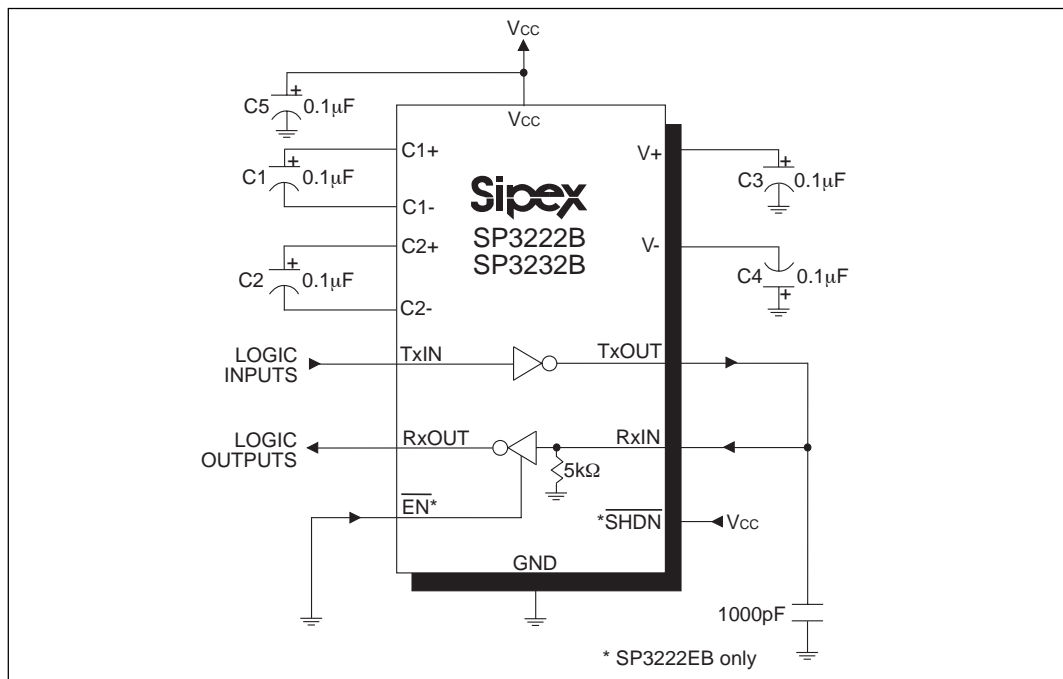 VCC
C5
+
0.1µF
VCC
C1+
C1
+
0.1µF
C1-
C2+
C2
+
0.1µF
C2-
Sipex
SP3222B
SP3232B
V+
C3
+
0.1µF
V-
C4
0.1µF
+
LOGIC
INPUTS
TxIN
TxOUT
LOGIC
OUTPUTS
RxOUT
RxIN
5kΩ
EN*
*SHDN
VCC
GND
1000pF
* SP3222EB only